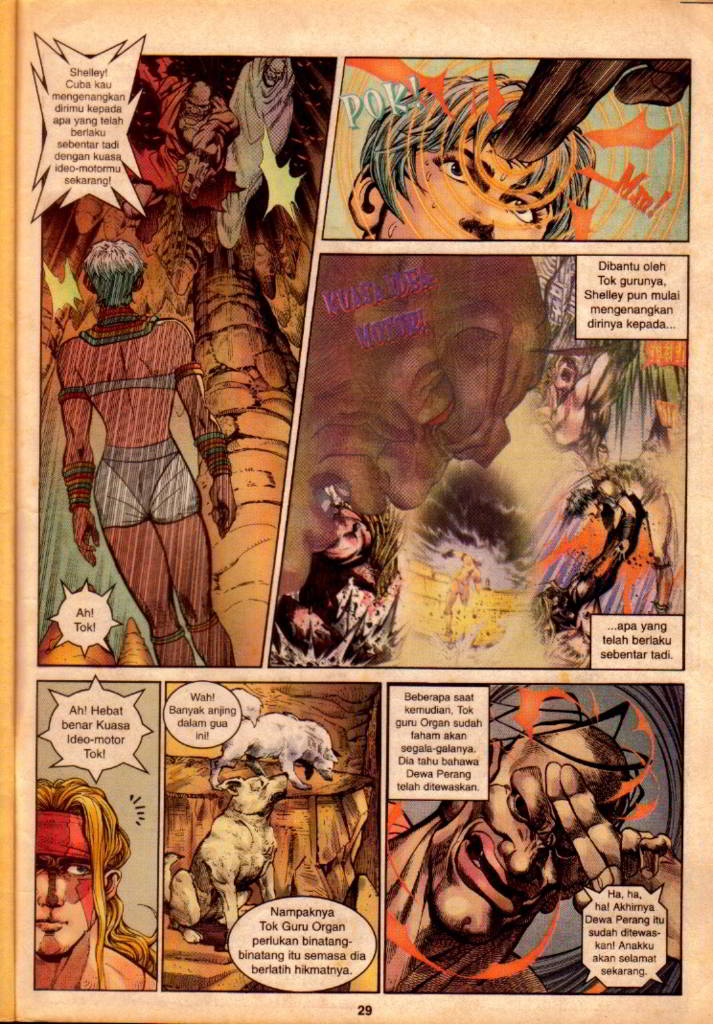 Shelley!
Cuba kau
mengenangkan
dirimu kepada
apa yang telah
berlaku
sebentar tadi
dengan kuasa
ideo-motormu
sekarang!
POK!
Mm!
Ah!
Tok!
KUASA IDEA
MOTOR!
Dibantu oleh
Tok gurunya,
Shelley pun mulai
mengenangkan
dirinya kepada...
...apa yang
telah berlaku
sebentar tadi.
Ah! Hebat
benar Kuasa
Ideo-motor
Tok!
Wah!
Banyak anjing
dalam gua
ini!
Nampaknya
Tok Guru Organ
perlukan binatang-
binatang itu semasa dia
berlatih hikmatnya.
Beberapa saat
kemudian, Tok
guru Organ sudah
faham akan
segala-galanya.
Dia tahu bahawa
Dewa Perang
telah ditewaskan.
Ha, ha,
ha! Akhirnya
Dewa Perang itu
sudah ditewas-
kan! Anakku
akan selamat
sekarang.
29